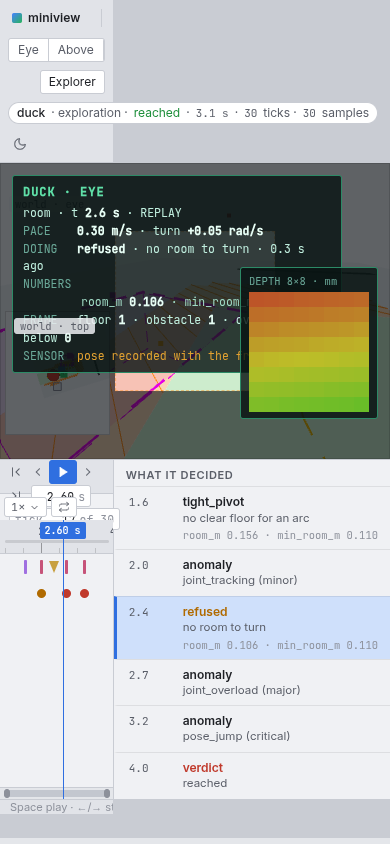 miniview
Eye Above
Explorer
duck · exploration · reached · 3.1 s · 30 ticks · 30 samples
DUCK · EYE
room · t 2.6 s · REPLAY
PACE 0.30 m/s · turn +0.05 rad/s
DOING refused · no room to turn · 0.3 s
ago
NUMBERS
room_m 0.106 · min_room_m
floor 1 · obstacle 1 ·
below 0
SENSOR pose recorded with the
world · top
DEPTH 8×8 · mm
2.60 s
1×
of 30
2.60 s
Space play · ←/→
WHAT IT DECIDED
1.6 tight_pivot
no clear floor for an arc
room_m 0.156 · min_room_m 0.110
2.0 anomaly
joint_tracking (minor)
2.4 refused
no room to turn
room_m 0.106 · min_room_m 0.110
2.7 anomaly
joint_overload (major)
3.2 anomaly
pose_jump (critical)
4.0 verdict
reached